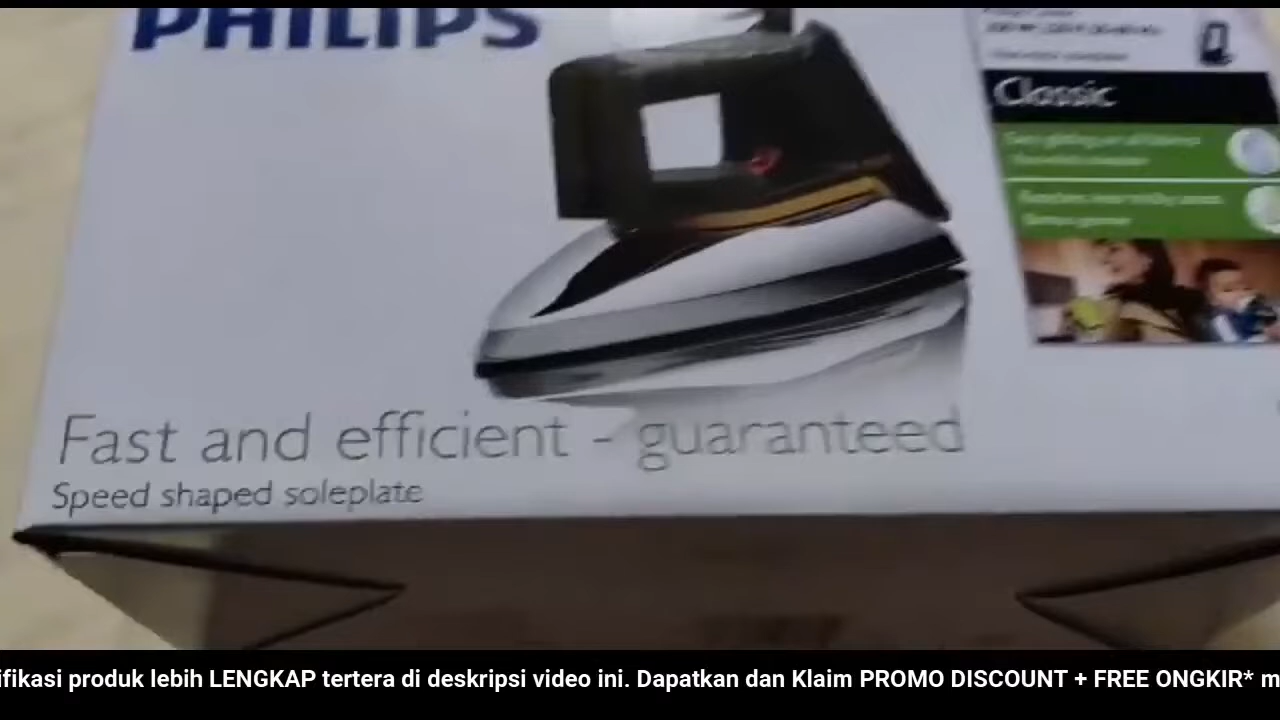 PHILIPS
Classic
Fast and efficient - guaranteed
Speed shaped soleplate
ifikasi produk lebih LENGKAP tertera di deskripsi video ini. Dapatkan dan Klaim PROMO DISCOUNT + FREE ONGKIR* m